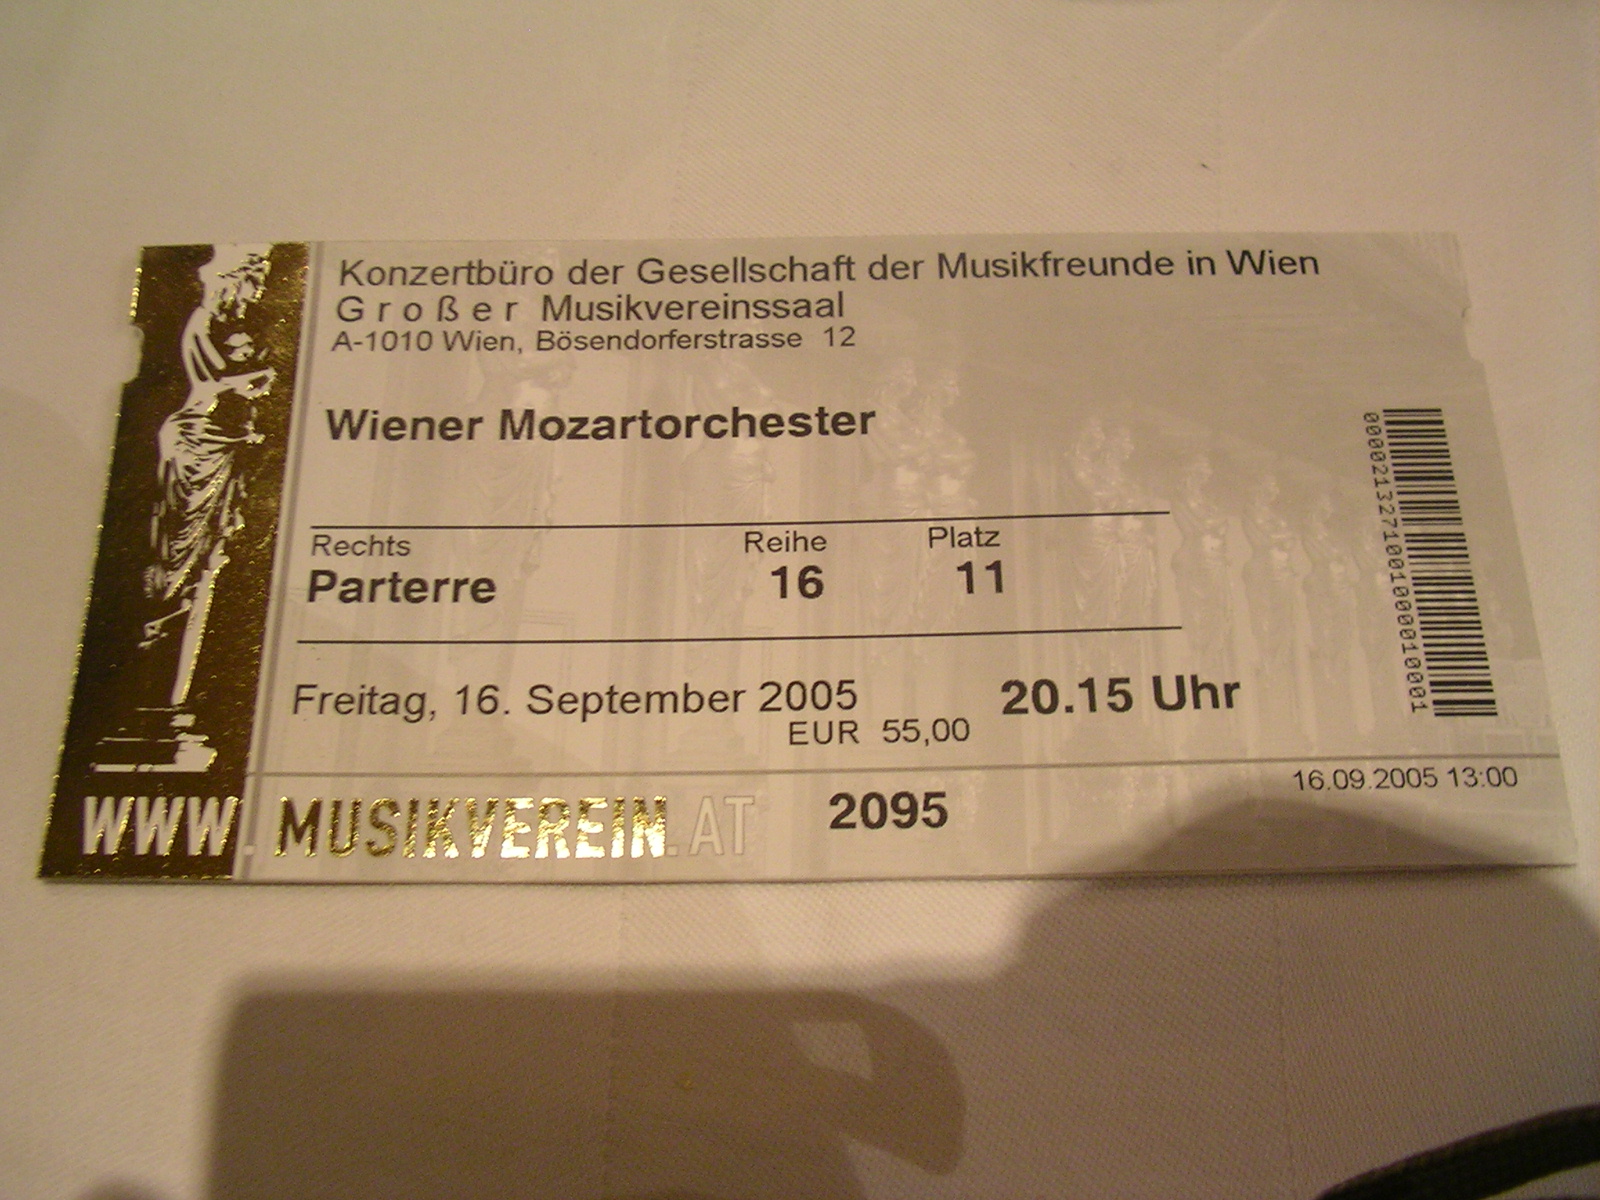 Konzertbüro der Gesellschaft der Musikfreunde in Wien
Großer Musikvereinssaal
A-1010 Wien, Bösendorferstrasse 12
Wiener Mozartorchester
Rechts Reihe Platz
Parterre 16 11
Freitag, 16. September 2005 20.15 Uhr
EUR 55,00
16.09.2005 13:00
WWW.MUSIKVEREIN.AT 2095